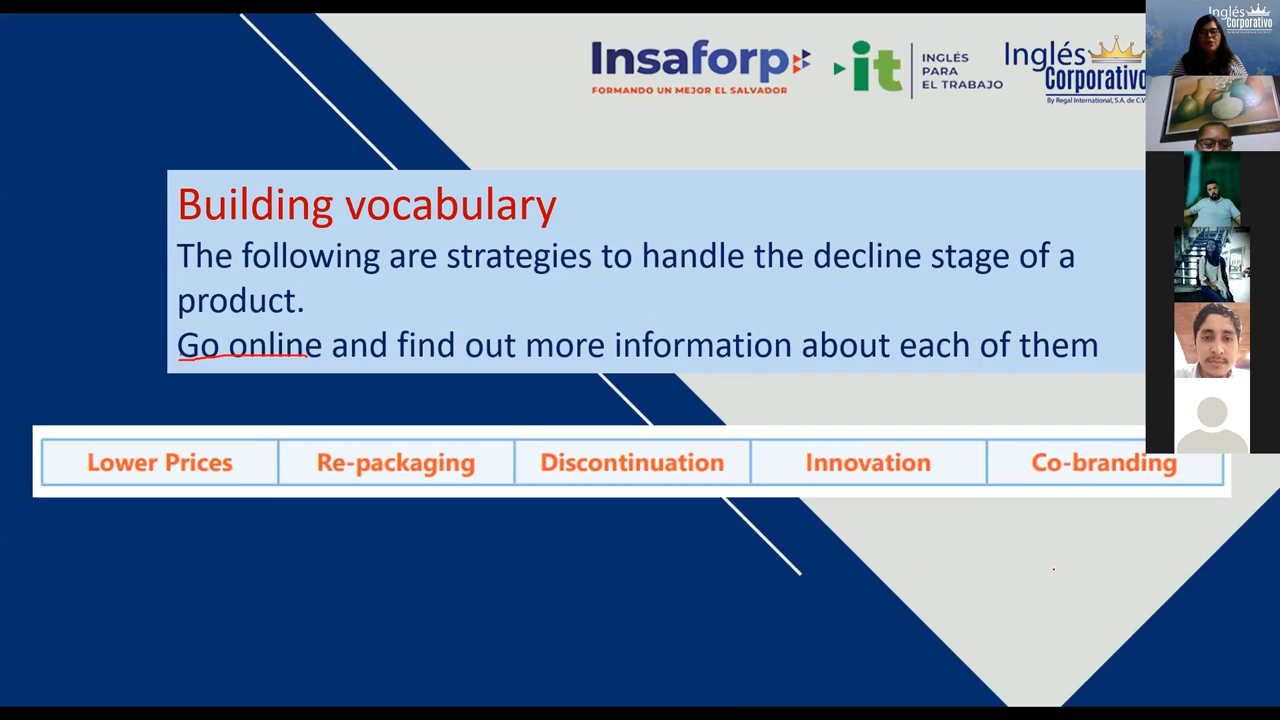 Insaforp
FORMANDO UN MEJOR EL SALVADOR
it
INGLÉS
PARA
EL TRABAJO
Inglés
Corporativo
By Regal International, S.A. de C.V
Inglés
Corporativo
Building vocabulary
The following are strategies to handle the decline stage of a
product.
Go online and find out more information about each of them
Lower Prices
Re-packaging
Discontinuation
Innovation
Co-branding